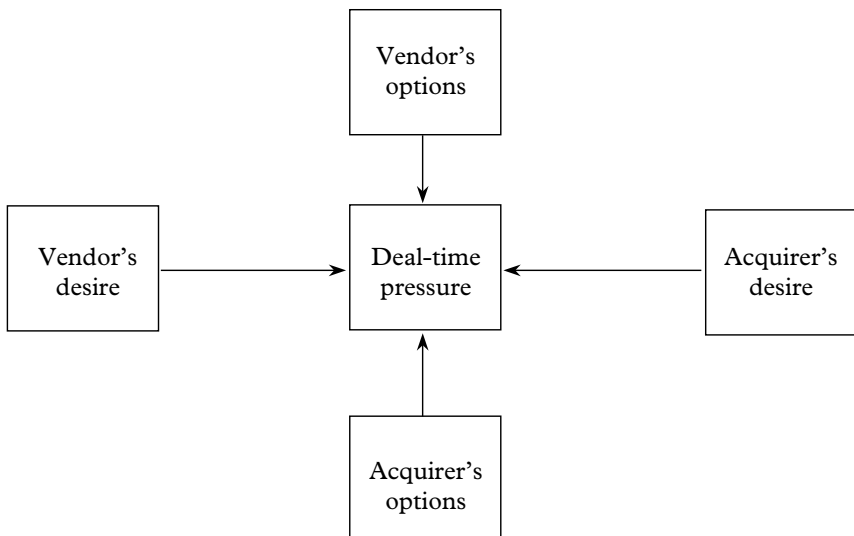 Vendor’s
options
Vendor’s
desire
Deal-time
pressure
Acquirer’s
desire
Acquirer’s
options